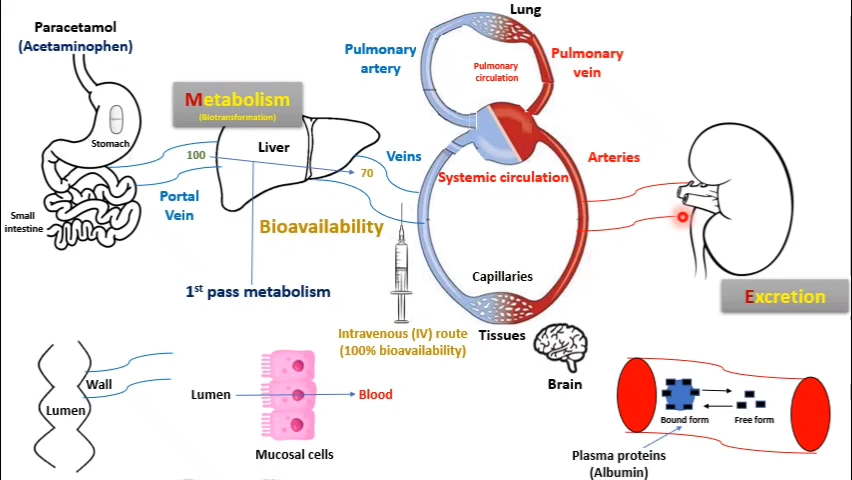 Paracetamol
(Acetaminophen)
Stomach
Small
intestine
Metabolism
(Biotransformation)
Liver
100
70
Portal
Vein
Veins
Bioavailability
1st pass metabolism
Lung
Pulmonary
artery
Pulmonary
circulation
Pulmonary
vein
Systemic circulation
Arteries
Capillaries
Tissues
Intravenous (IV) route
(100% bioavailability)
Brain
Excretion
Lumen
Wall
Lumen
Blood
Mucosal cells
Bound form
Free form
Plasma proteins
(Albumin)